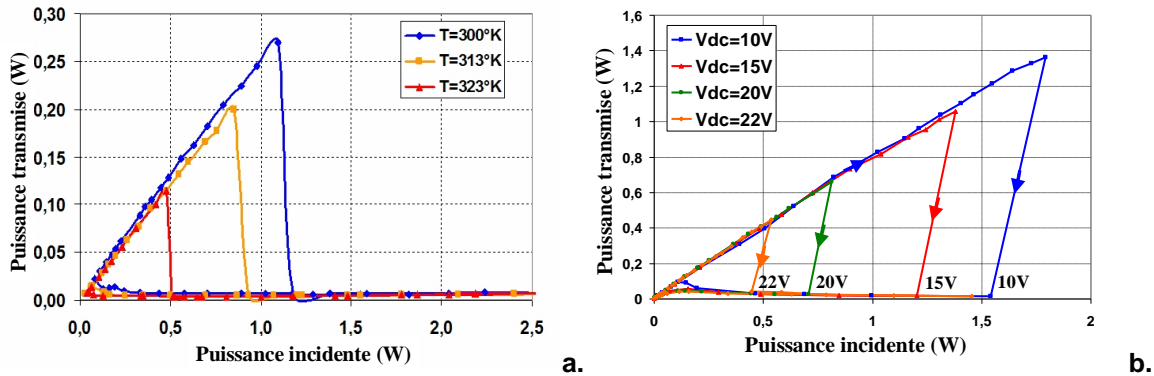 0,30
0,25
0,20
0,15
0,10
0,05
0,00
Puissance transmise (W)
T=300°K
T=313°K
T=323°K
0,0 0,5 1,0 1,5 2,0 2,5
Puissance incidente (W)
a.
1,6
1,4
1,2
1
0,8
0,6
0,4
0,2
0
Puissance transmise (W)
Vdc=10V
Vdc=15V
Vdc=20V
Vdc=22V
22V 20V 15V 10V
0 0,5 1 1,5 2
Puissance incidente (W)
b.